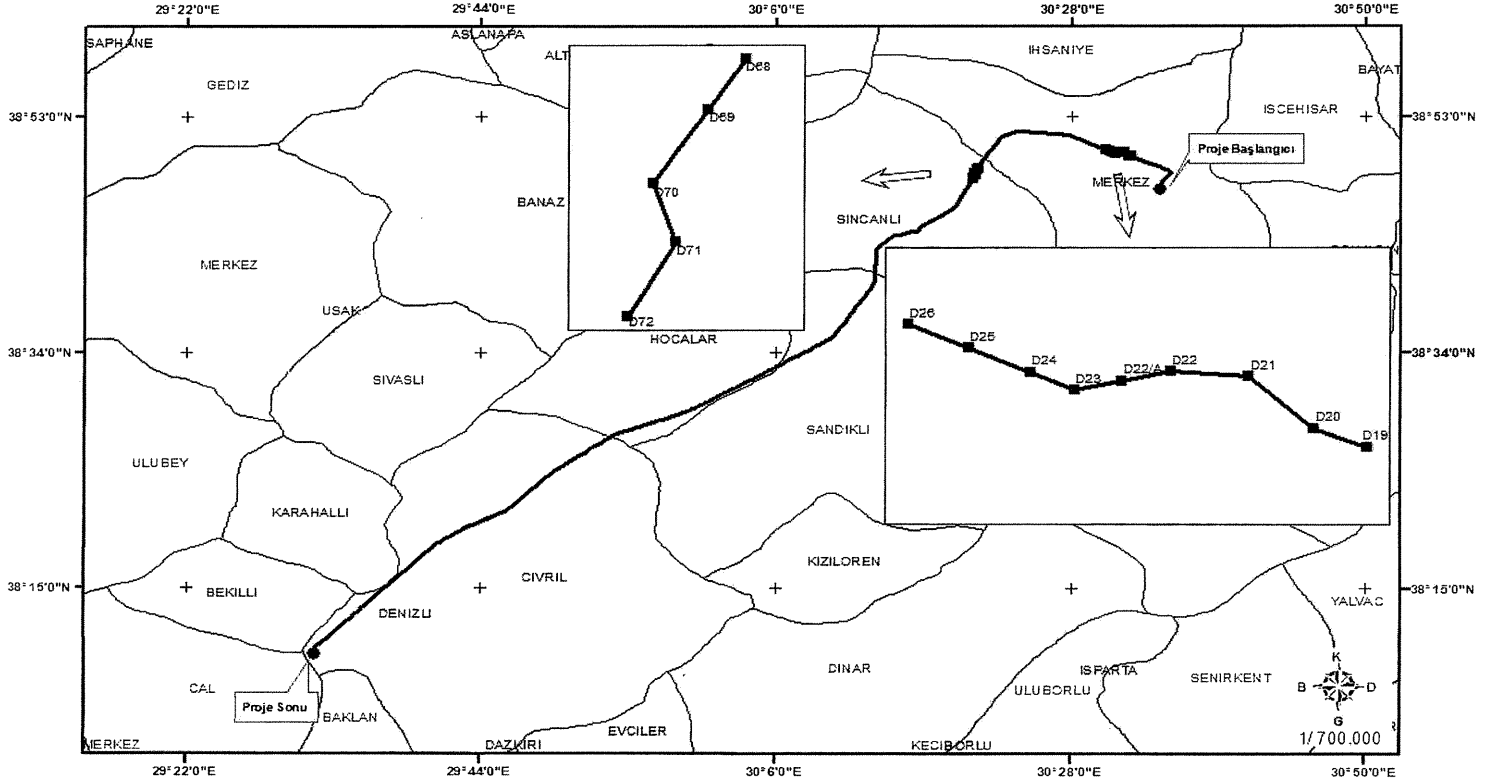 29°22'0"E 29°44'0"E 30°6'0"E 30°28'0"E 30°50'0"E
SAPHANE
ASLANAPA
ALT
IHSANIYE
BAYAT
GEDIZ
ISCEHISAR
38°53'0"N
38°53'0"N
D68
D69
D70
D71
D72
Proje Başlangıcı
MERKEZ
BANAZ
SINCANLI
MERKEZ
USAK
HOCALAR
38°34'0"N
38°34'0"N
D26
D25
D24
D23
D22/A
D22
D21
D20
D19
SIVASLI
SANDIKLI
ULUBEY
KARAHALLI
KIZILOREN
CIVRIL
38°15'0"N
38°15'0"N
BEKILLI
DENIZLI
YALVAC
DINAR
ISPARTA
SENIRKENT
ULUBORLU
CAL
Proje Sonu
BAKLAN
EVCILER
DAZKIRI
KECIBORLU
MERKEZ
K
B D
G
1/700.000
29°22'0"E 29°44'0"E 30°6'0"E 30°28'0"E 30°50'0"E